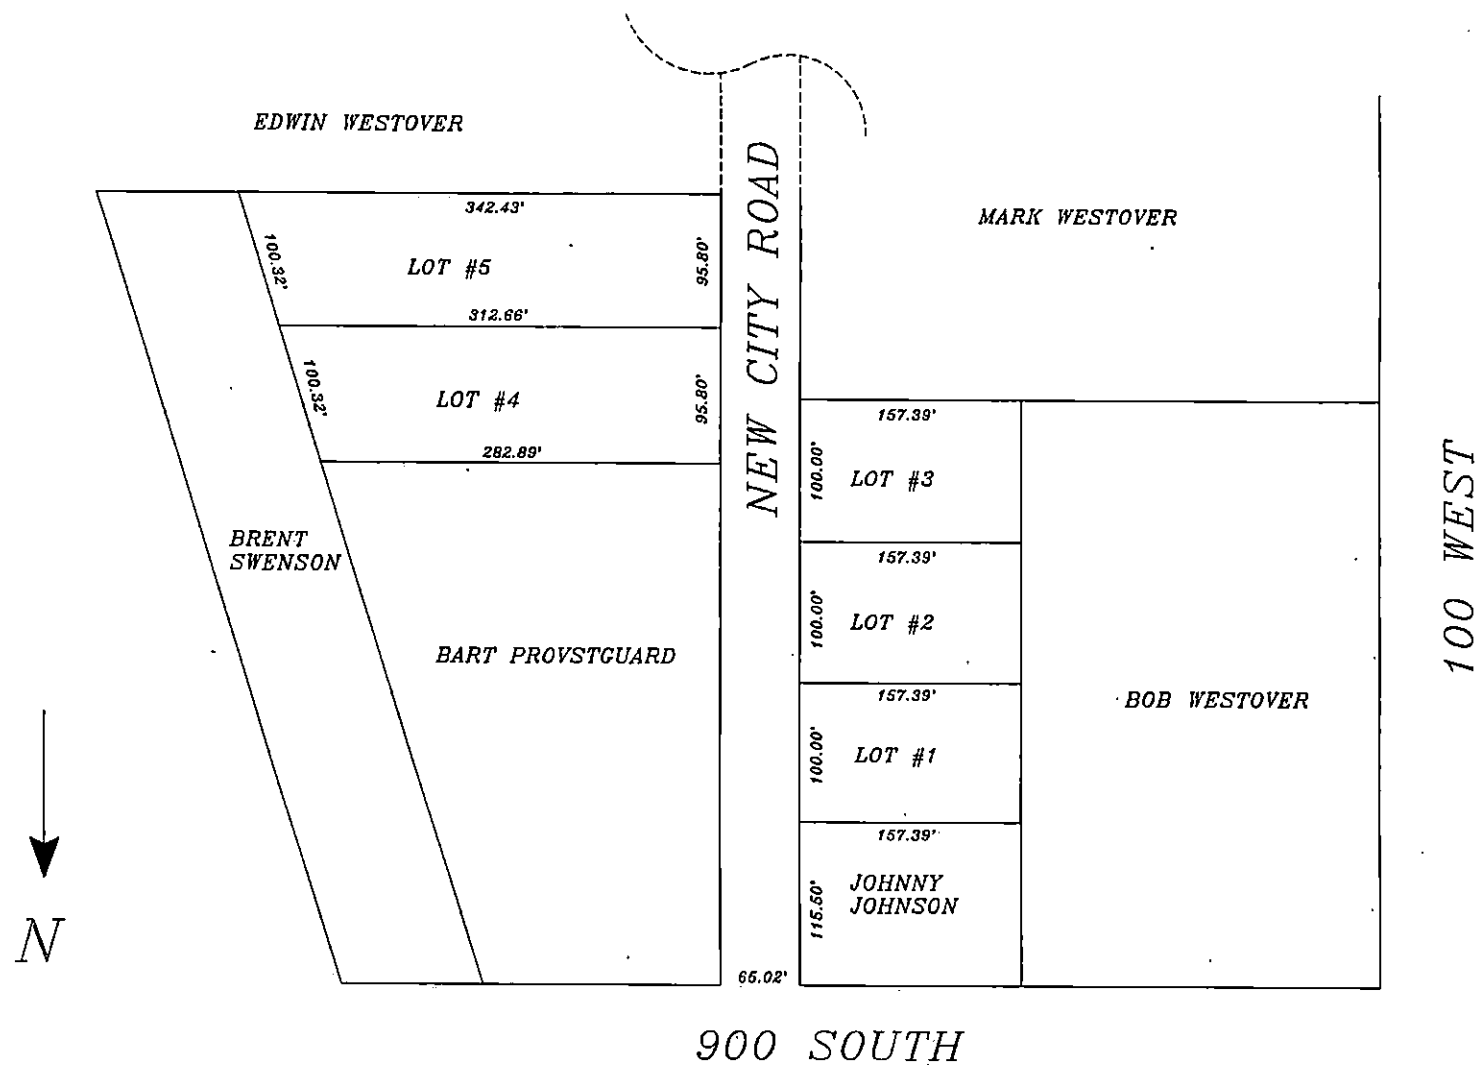 EDWIN WESTOVER
342.43'
100.32'
LOT #5
95.80'
312.66'
100.32'
LOT #4
95.80'
282.89'
NEW CITY ROAD
MARK WESTOVER
157.39'
100.00'
LOT #3
157.39'
100.00'
LOT #2
157.39'
100.00'
LOT #1
157.39'
115.50'
JOHNNY
JOHNSON
BRENT
SWENSON
BART PROVSTGUARD
BOB WESTOVER
100 WEST
N
65.02'
900 SOUTH